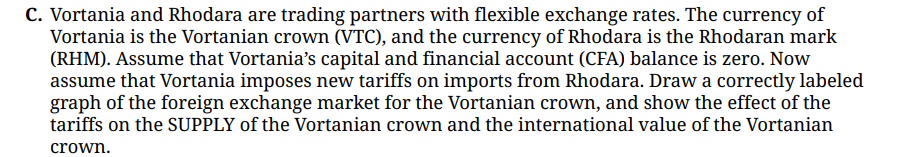 C. Vortania and Rhodara are trading partners with flexible exchange rates. The currency of
Vortania is the Vortanian crown (VTC), and the currency of Rhodara is the Rhodaran mark
(RHM). Assume that Vortania’s capital and financial account (CFA) balance is zero. Now
assume that Vortania imposes new tariffs on imports from Rhodara. Draw a correctly labeled
graph of the foreign exchange market for the Vortanian crown, and show the effect of the
tariffs on the SUPPLY of the Vortanian crown and the international value of the Vortanian
crown.